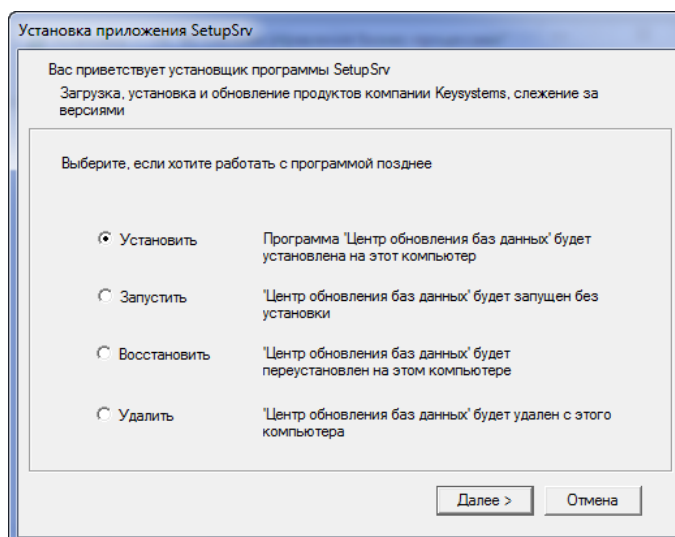 Установка приложения SetupSrv
Вас приветствует установщик программы SetupSrv
Загрузка, установка и обновление продуктов компании Keysystems, слежение за
версиями
Выберите, если хотите работать с программой позднее
Установить
Программа 'Центр обновления баз данных' будет
установлена на этот компьютер
Запустить
'Центр обновления баз данных' будет запущен без
установки
Восстановить
'Центр обновления баз данных' будет
переустановлен на этом компьютере
Удалить
'Центр обновления баз данных' будет удален с этого
компьютера
Далее >
Отмена